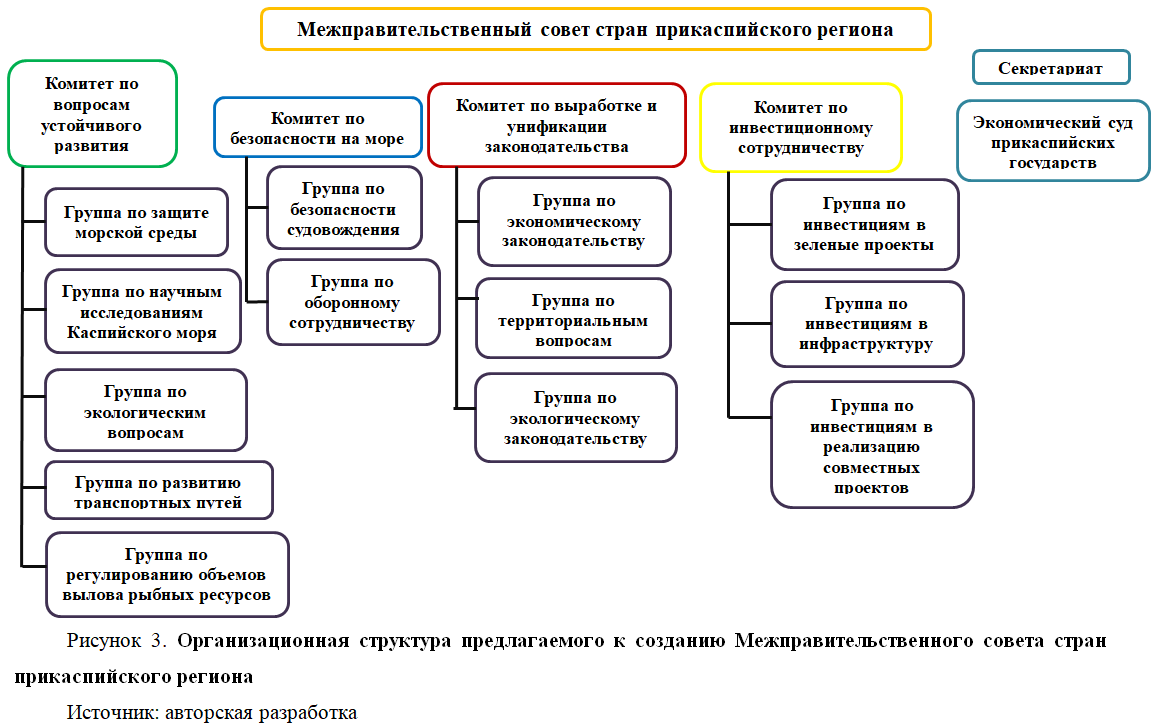 Межправительственный совет стран прикаспийского региона
Комитет по
вопросам
устойчивого
развития
Группа по защите
морской среды
Группа по научным
исследованиям
Каспийского моря
Группа по
экологическим
вопросам
Группа по развитию
транспортных путей
Группа по
регулированию объемов
вылова рыбных ресурсов
Комитет по
безопасности на море
Группа по
безопасности
судовождения
Группа по
оборонному
сотрудничеству
Комитет по выработке и
унификации
законодательства
Группа по
экономическому
законодательству
Группа по
территориальным
вопросам
Группа по
экологическому
законодательству
Комитет по
инвестиционному
сотрудничеству
Группа по
инвестициям в
зеленые проекты
Группа по
инвестициям в
инфраструктуру
Группа по
инвестициям в
реализацию
совместных
проектов
Секретариат
Экономический суд
прикаспийских
государств
Рисунок 3. Организационная структура предлагаемого к созданию Межправительственного совета стран
прикаспийского региона
Источник: авторская разработка